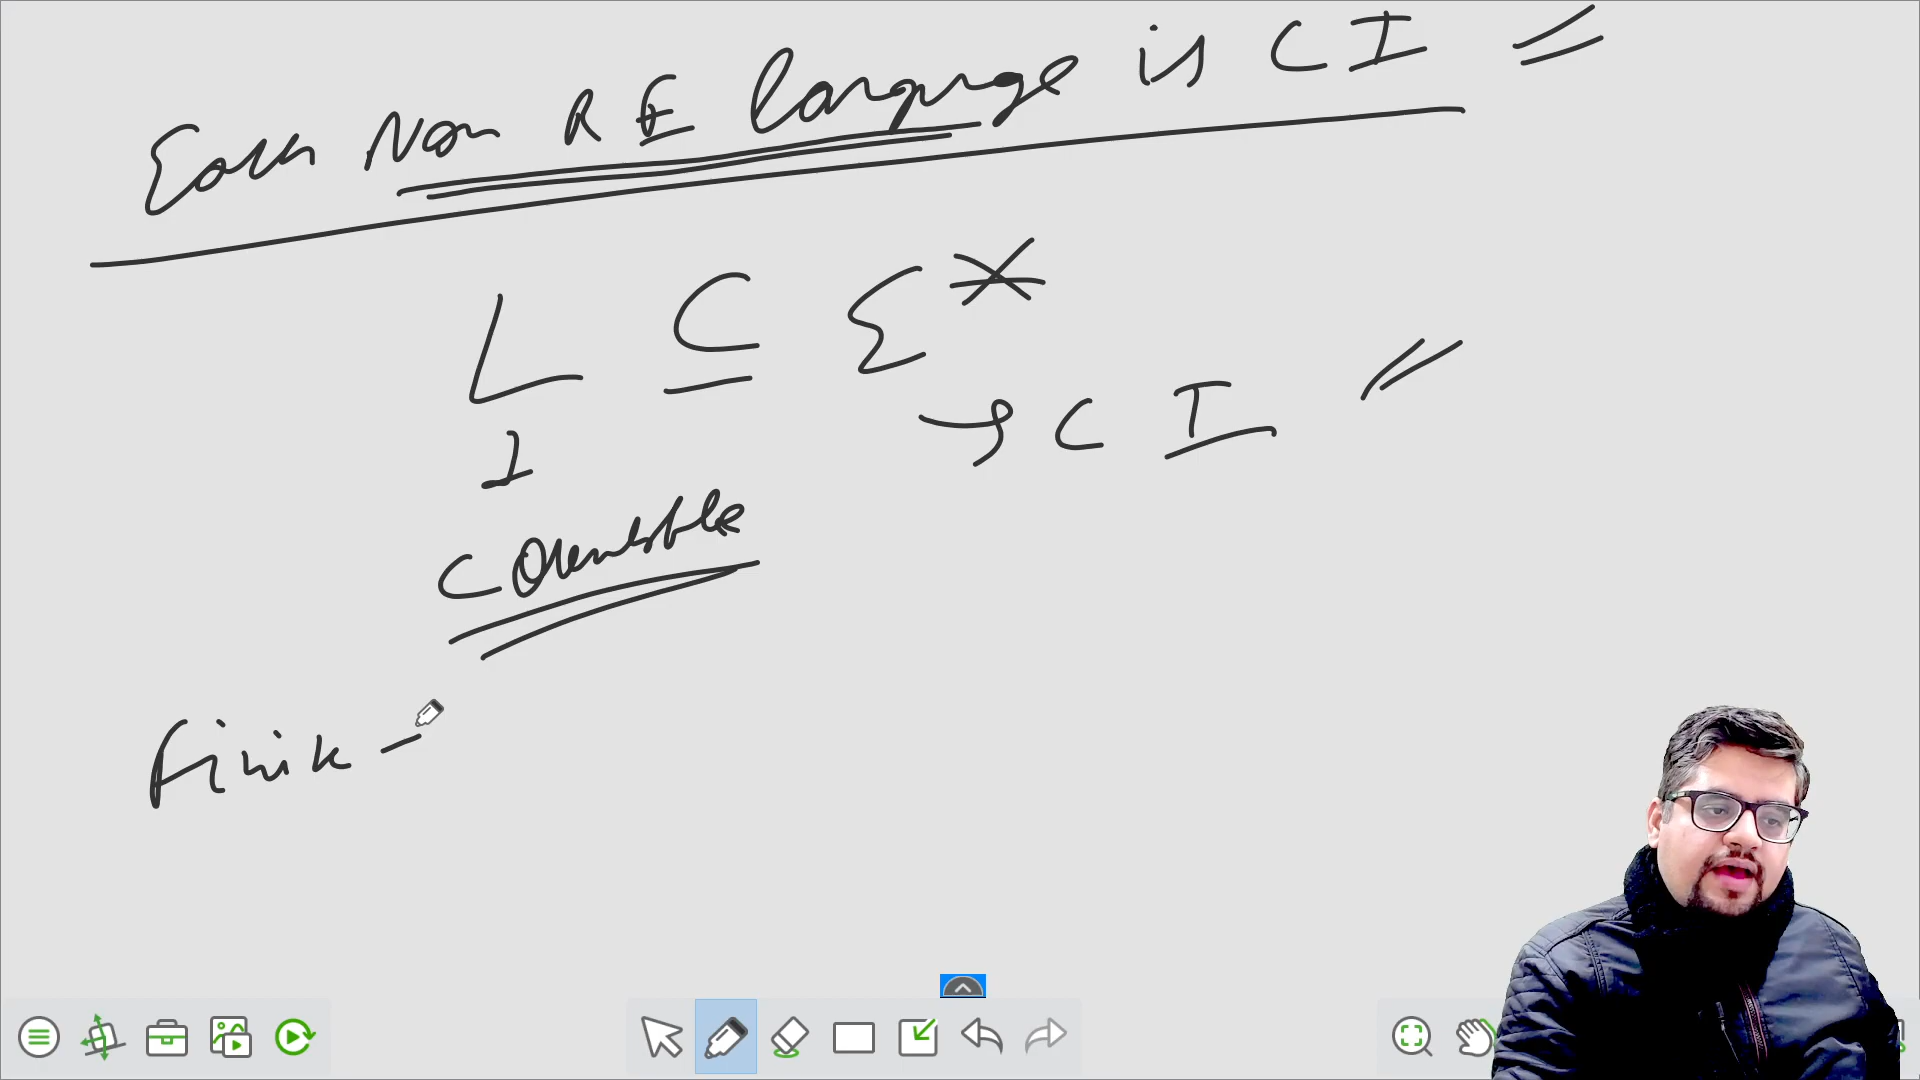 Each Non RE language is CI
L ⊆ Σ*
→ CI
I
Countable
finite -